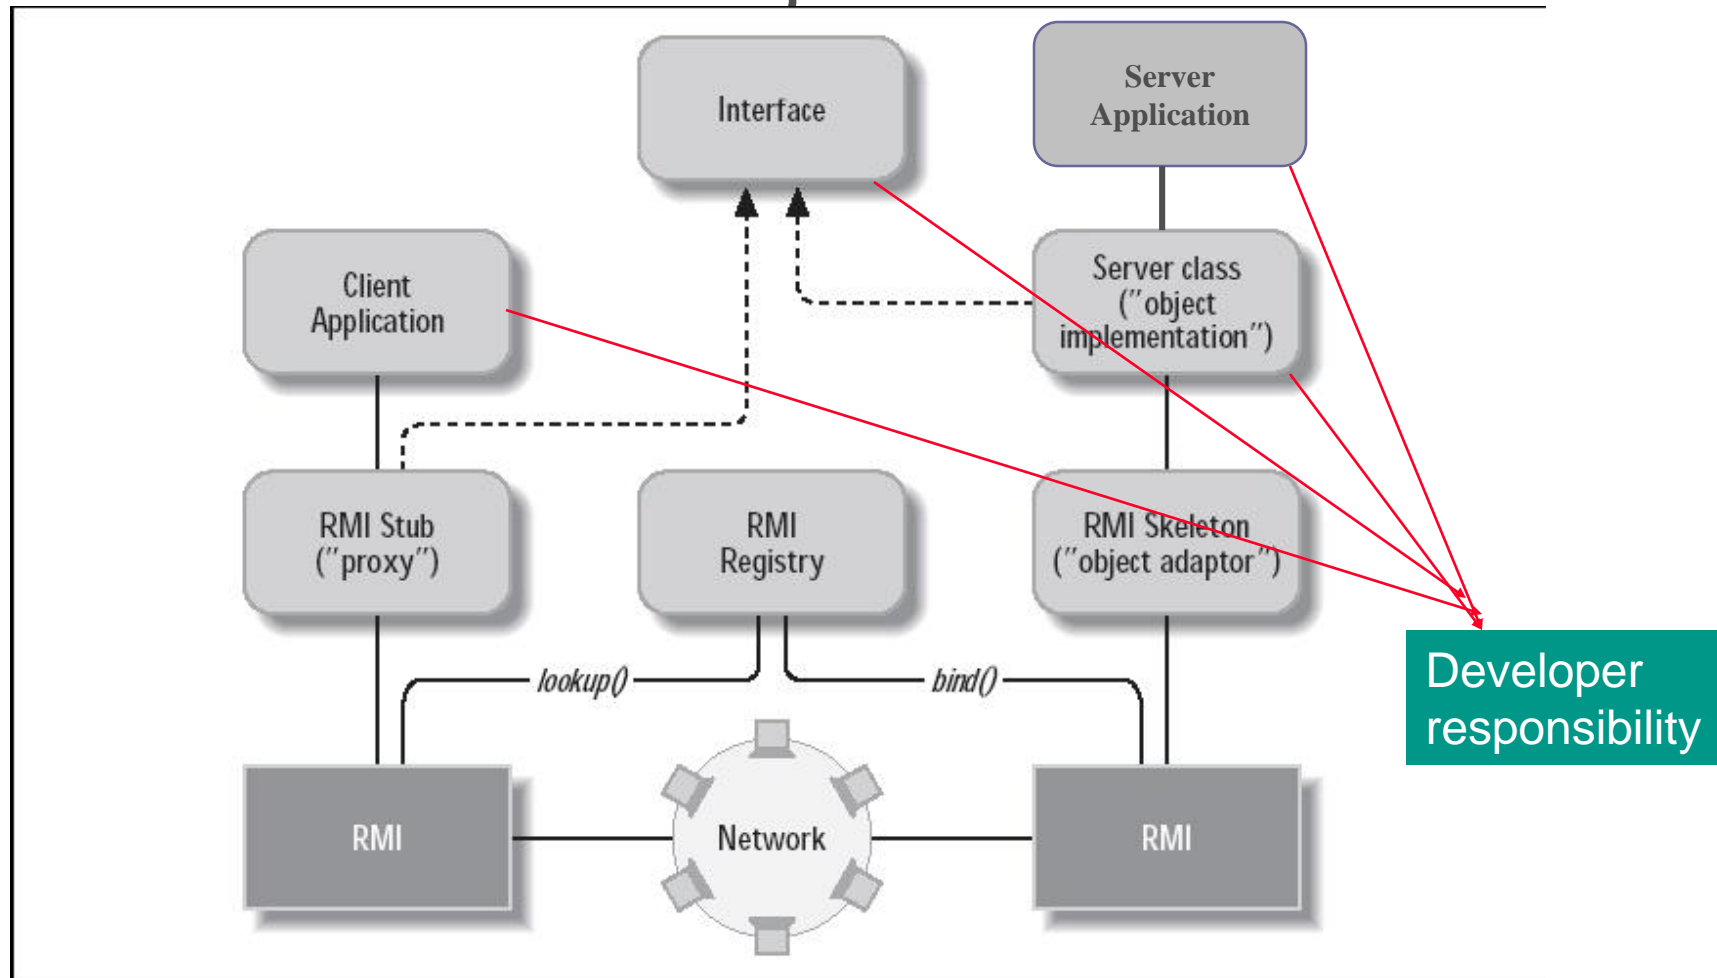 Interface
Server
Application
Client
Application
Server class
("object
implementation")
RMI Stub
("proxy")
RMI
Registry
RMI Skeleton
("object adaptor")
lookup()
bind()
Developer
responsibility
RMI
Network
RMI